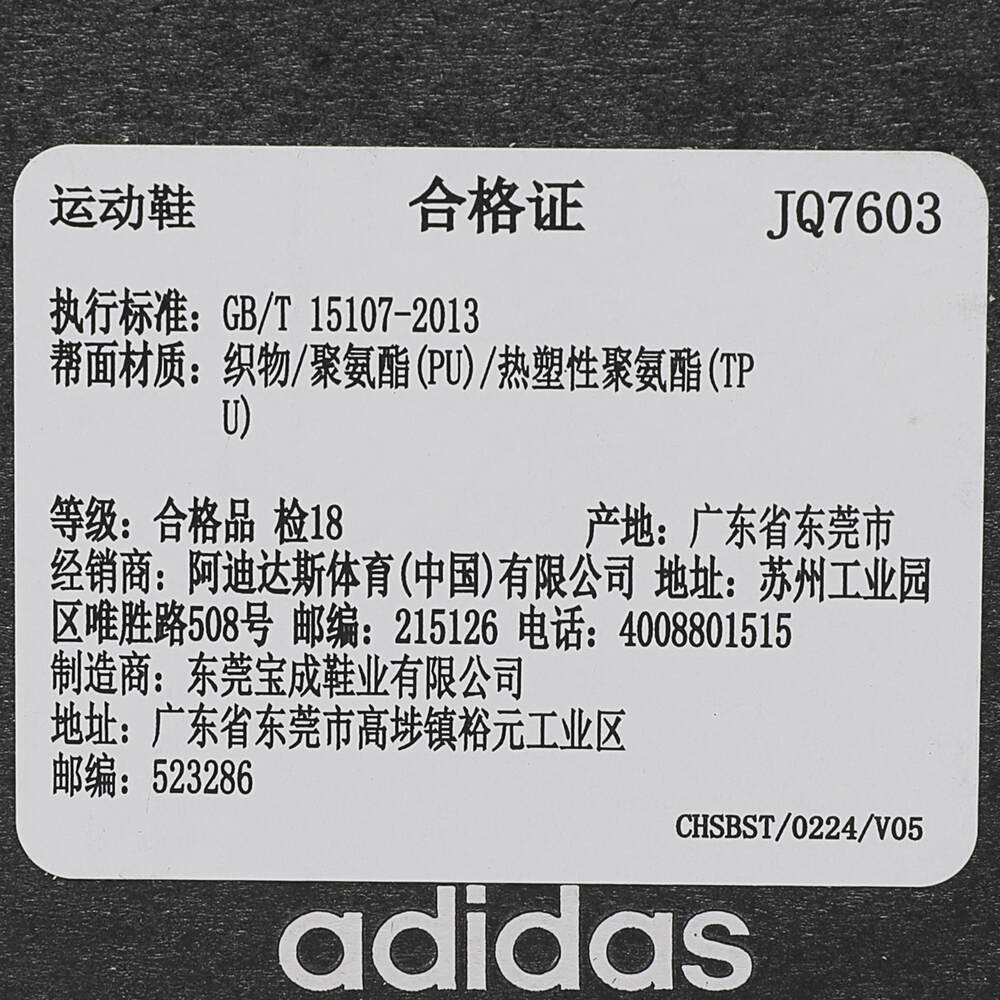 运动鞋 合格证 JQ7603
执行标准：GB/T 15107-2013
帮面材质：织物/聚氨酯(PU)/热塑性聚氨酯(TP
U)
等级：合格品 检18 产地：广东省东莞市
经销商：阿迪达斯体育(中国)有限公司 地址：苏州工业园
区唯胜路508号 邮编：215126 电话：4008801515
制造商：东莞宝成鞋业有限公司
地址：广东省东莞市高埗镇裕元工业区
邮编：523286
CHSBST/0224/V05
adidas